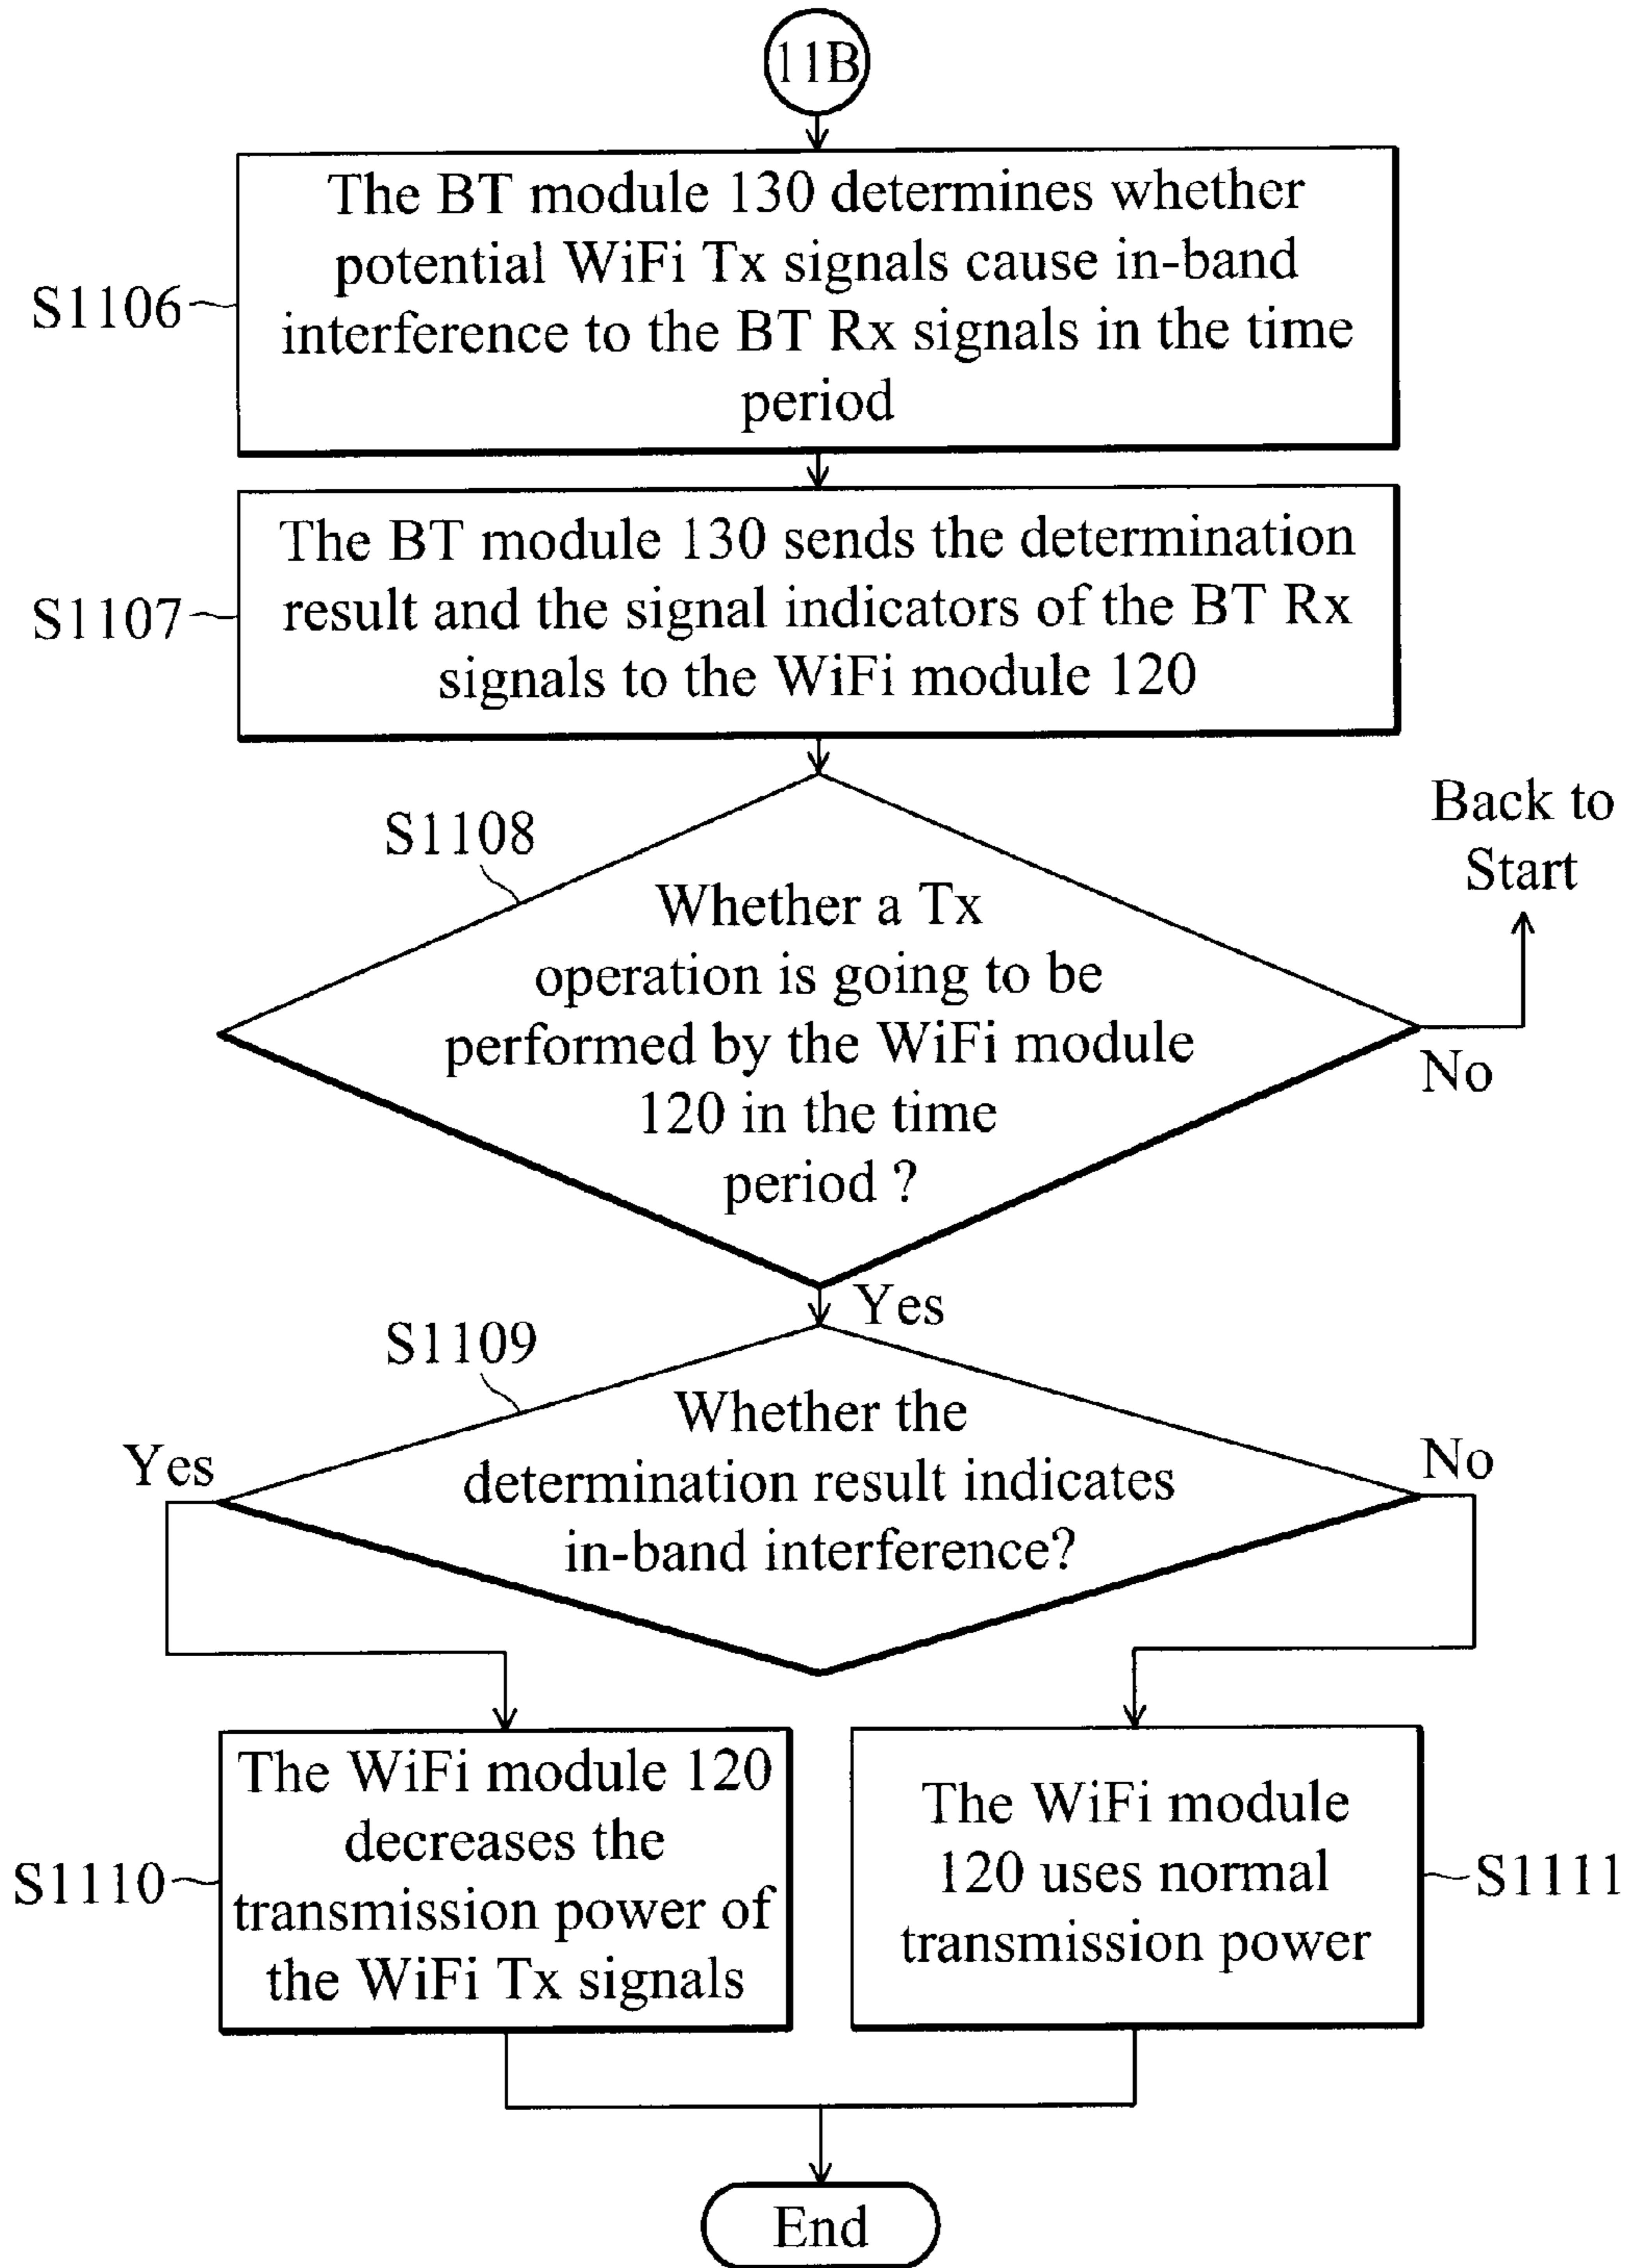 11B
The BT module 130 determines whether
potential WiFi Tx signals cause in-band
interference to the BT Rx signals in the time
period
S1106
The BT module 130 sends the determination
result and the signal indicators of the BT Rx
signals to the WiFi module 120
S1107
S1108
Back to
Start
Whether a Tx
operation is going to be
performed by the WiFi module
120 in the time
period ?
No
Yes
S1109
Whether the
determination result indicates
in-band interference?
Yes
No
The WiFi module 120
decreases the
transmission power of
the WiFi Tx signals
S1110
The WiFi module
120 uses normal
transmission power
S1111
End